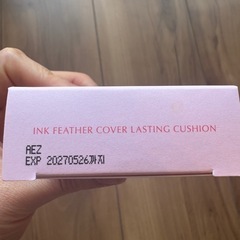 INK FEATHER COVER LASTING CUSHION
AEZ
EXP 20270526까지